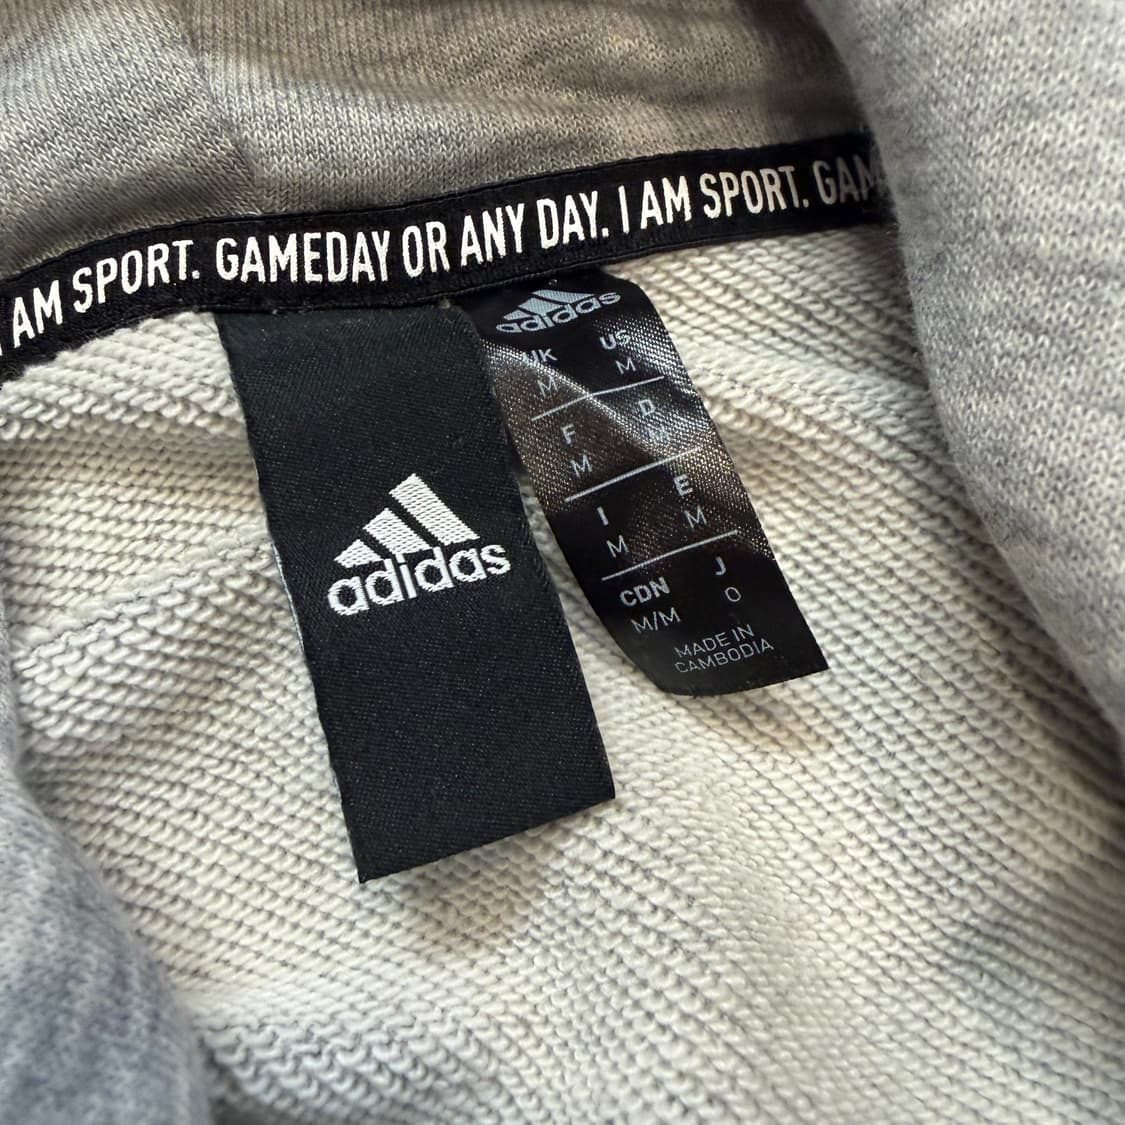 I AM SPORT. GAMEDAY OR ANY DAY. I AM SPORT. GAM
adidas
adidas
UK US
M M
F D
M M
I E
M M
CDN J
M/M O
MADE IN
CAMBODIA